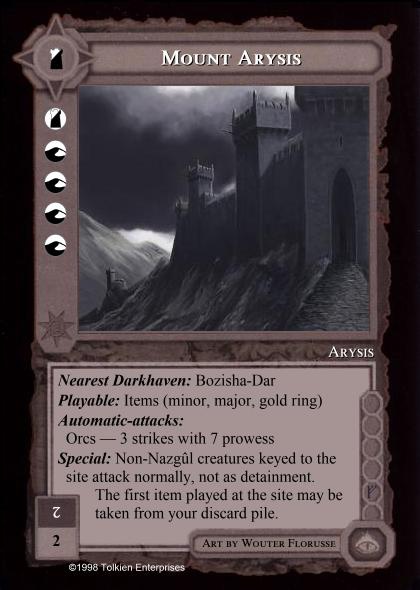 Mount Arysis
Arysis
Nearest Darkhaven: Bozisha-Dar
Playable: Items (minor, major, gold ring)
Automatic-attacks:
Orcs — 3 strikes with 7 prowess
Special: Non-Nazgûl creatures keyed to the
site attack normally, not as detainment.
The first item played at the site may be
taken from your discard pile.
2
Art by Wouter Florusse
©1998 Tolkien Enterprises